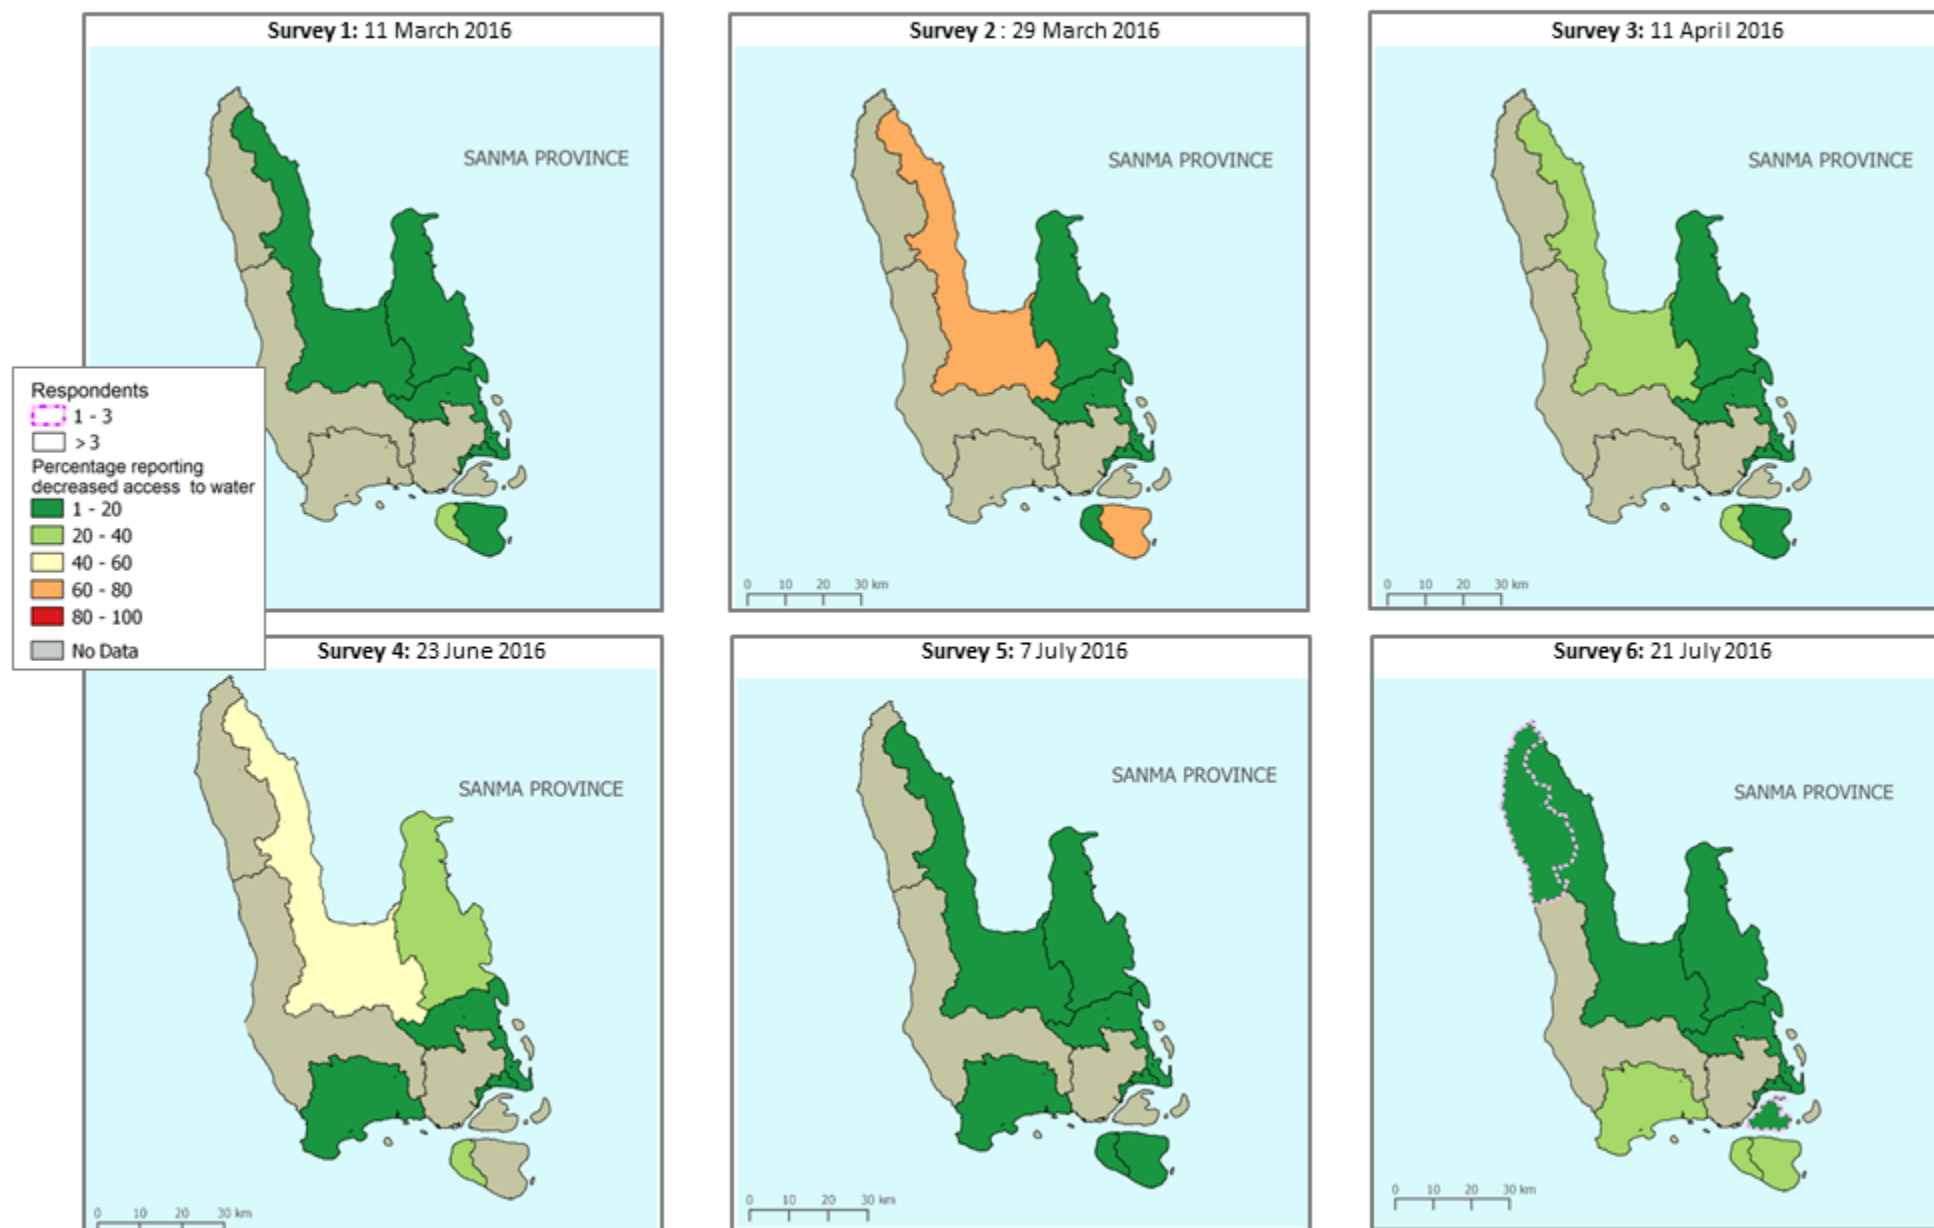 Survey 1: 11 March 2016
SANMA PROVINCE
Survey 2 : 29 March 2016
SANMA PROVINCE
0 10 20 30 km
Survey 3: 11 April 2016
SANMA PROVINCE
0 10 20 30 km
Respondents
1 - 3
> 3
Percentage reporting
decreased access to water
1 - 20
20 - 40
40 - 60
60 - 80
80 - 100
No Data
Survey 4: 23 June 2016
SANMA PROVINCE
0 10 20 30 km
Survey 5: 7 July 2016
SANMA PROVINCE
0 10 20 30 km
Survey 6: 21 July 2016
SANMA PROVINCE
0 10 20 30 km